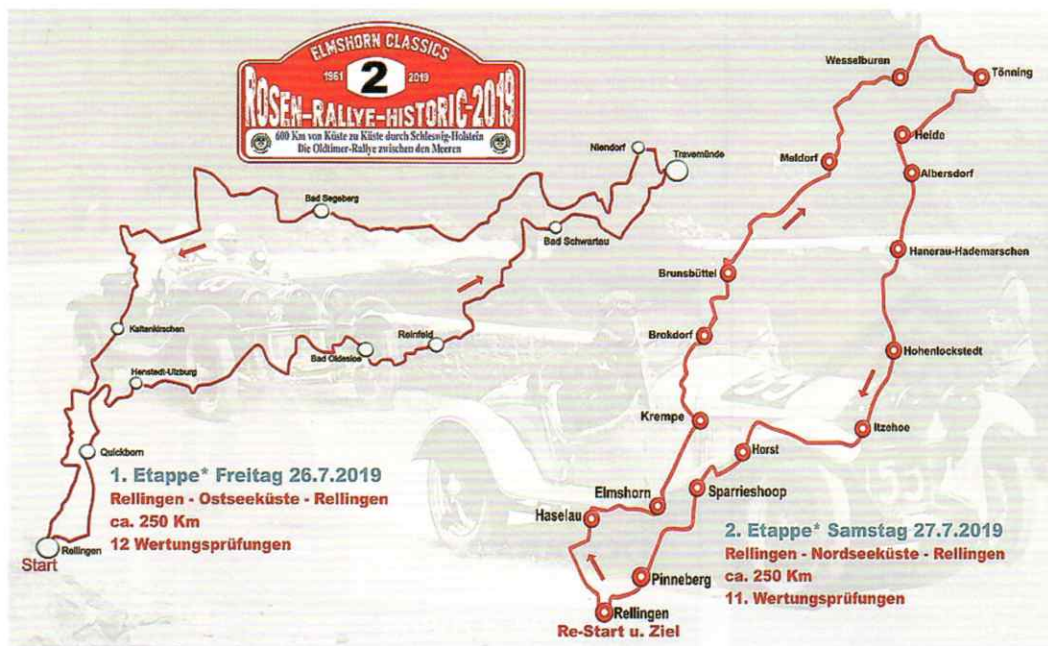 ELMSHORN CLASSICS
1961 2 2019
ROSEN-RALLYE-HISTORIC-2019
600 Km von Küste zu Küste durch Schleswig-Holstein
Die Oldtimer-Rallye zwischen den Meeren
Wesselburen
Tönning
Heide
Niendorf
Travemünde
Meldorf
Albersdorf
Bad Segeberg
Bad Schwartau
Hanerau-Hademarschen
Brunsbüttel
Kaltenkirchen
Reinfeld
Brokdorf
Bad Oldesloe
Hohenlockstedt
Henstedt-Ulzburg
Krempe
Itzehoe
Quickborn
Horst
1. Etappe* Freitag 26.7.2019
Rellingen - Ostseeküste - Rellingen
ca. 250 Km
12 Wertungsprüfungen
Sparrieshoop
Elmshorn
Haselau
Rellingen
Start
2. Etappe* Samstag 27.7.2019
Rellingen - Nordseeküste - Rellingen
ca. 250 Km
11. Wertungsprüfungen
Pinneberg
Rellingen
Re-Start u. Ziel
55